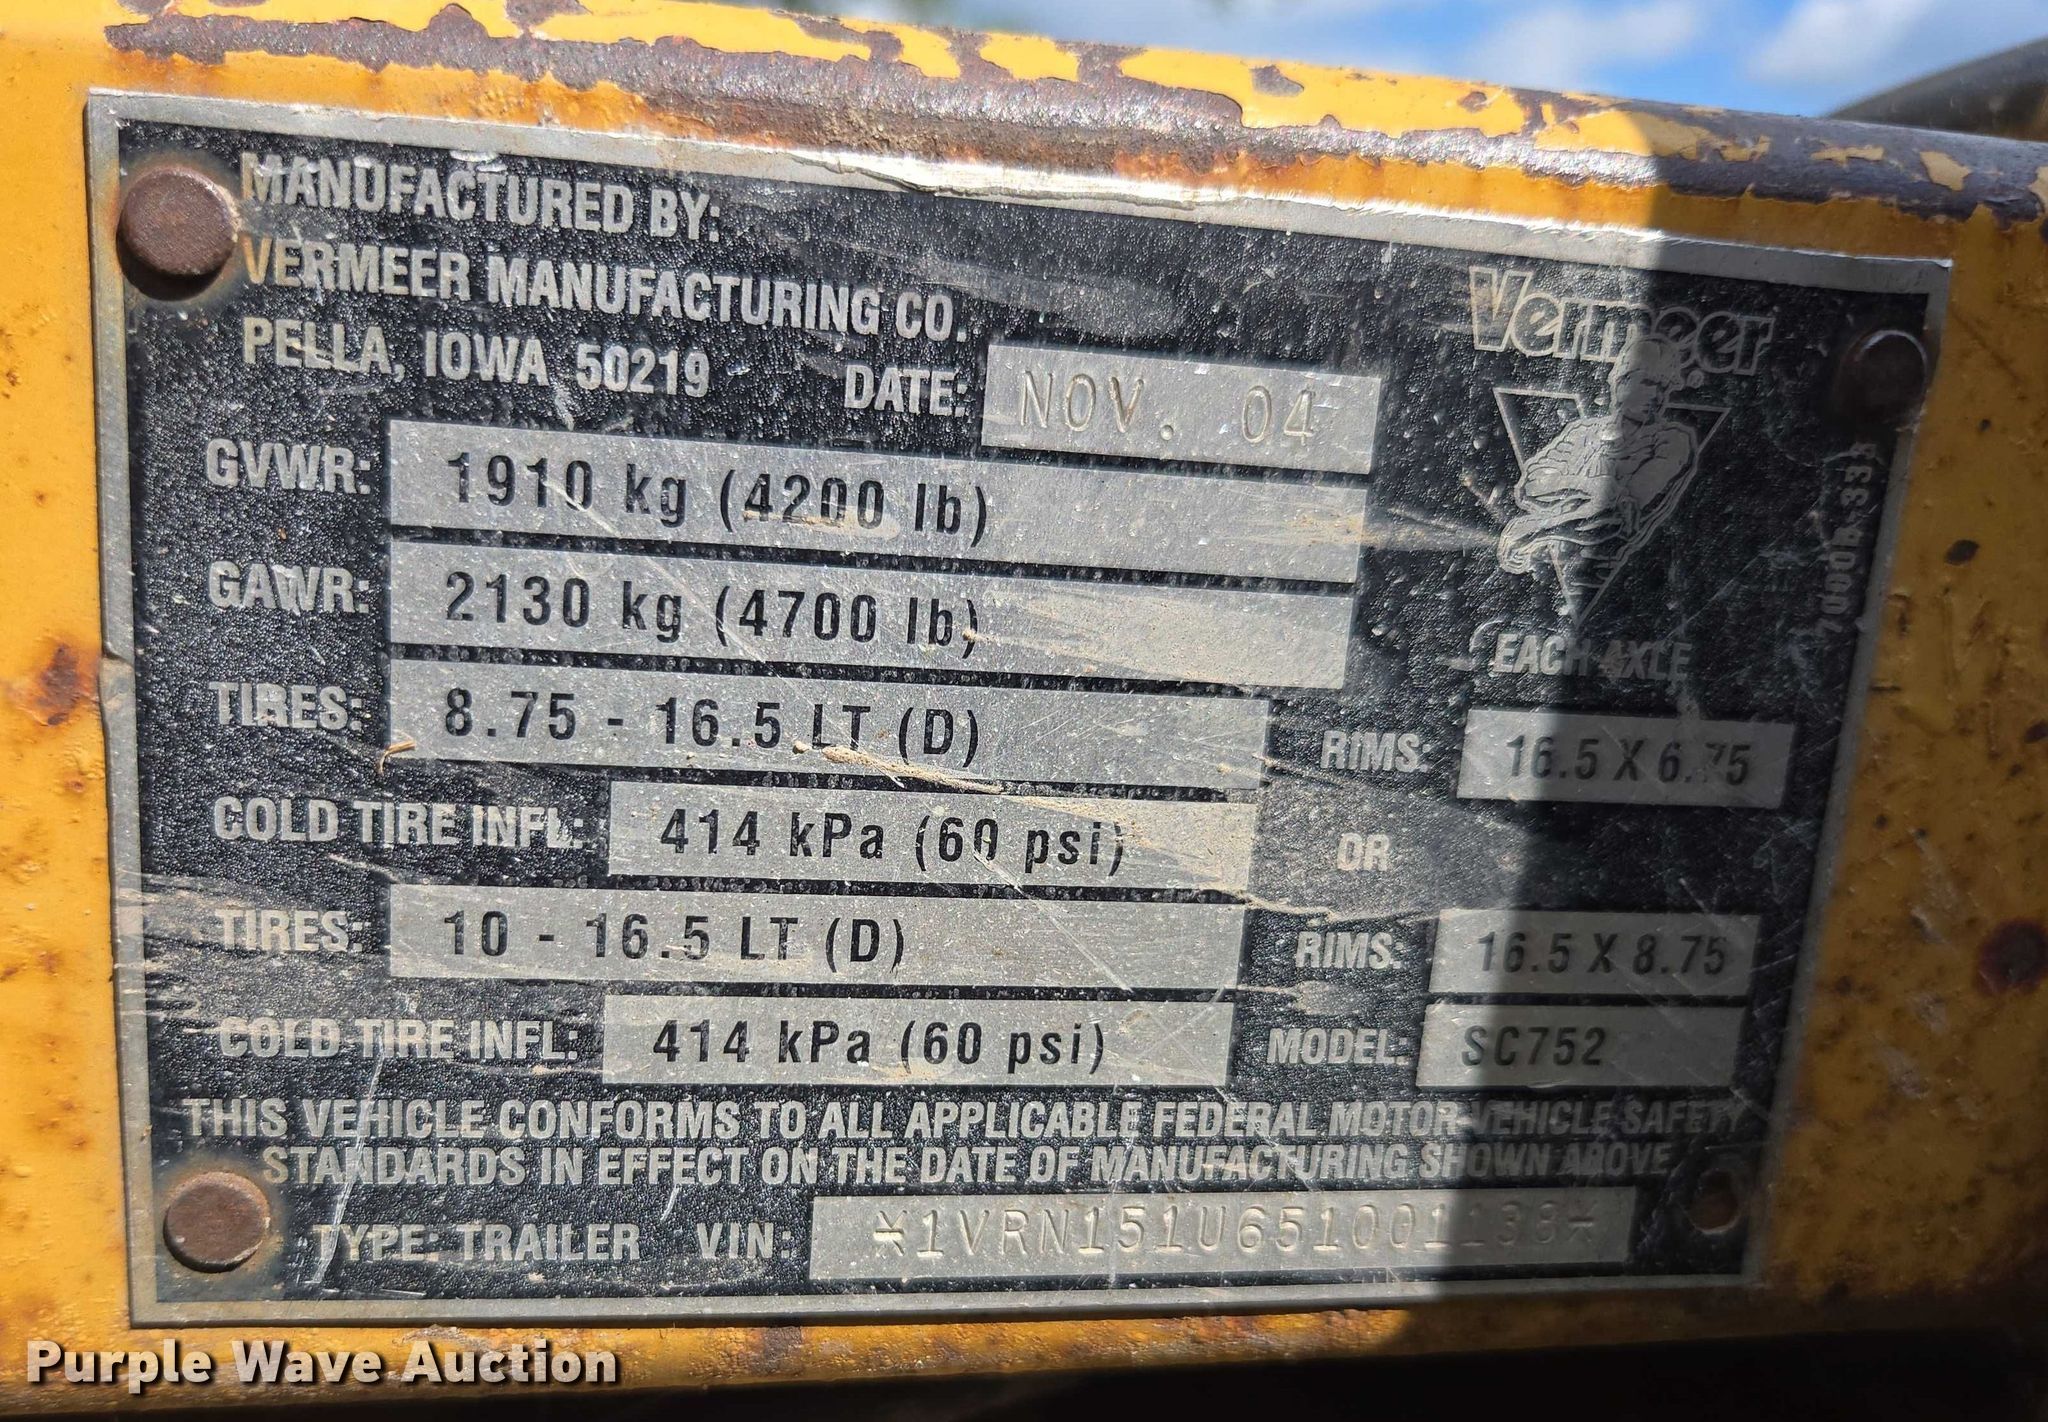 MANUFACTURED BY:
VERMEER MANUFACTURING CO.
PELLA, IOWA 50219
DATE: NOV. 04
Vermeer
GVWR: 1910 kg (4200 lb)
GAWR: 2130 kg (4700 lb)
EACH AXLE
TIRES: 8.75 - 16.5 LT (D)
RIMS: 16.5 X 6.75
COLD TIRE INFL: 414 kPa (60 psi)
OR
TIRES: 10 - 16.5 LT (D)
RIMS: 16.5 X 8.75
COLD TIRE INFL: 414 kPa (60 psi)
MODEL: SC752
THIS VEHICLE CONFORMS TO ALL APPLICABLE FEDERAL MOTOR VEHICLE SAFETY
STANDARDS IN EFFECT ON THE DATE OF MANUFACTURING SHOWN ABOVE
TYPE: TRAILER VIN: *1VRN151U651001138*
Purple Wave Auction